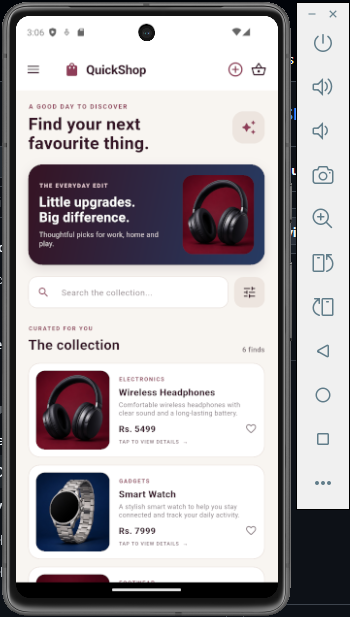 3:06
QuickShop
A GOOD DAY TO DISCOVER
Find your next
favourite thing.
THE EVERYDAY EDIT
Little upgrades.
Big difference.
Thoughtful picks for work, home and
play.
Search the collection...
CURATED FOR YOU
The collection
6 finds
ELECTRONICS
Wireless Headphones
Comfortable wireless headphones with
clear sound and a long-lasting battery.
Rs. 5499
TAP TO VIEW DETAILS →
GADGETS
Smart Watch
A stylish smart watch to help you stay
connected and track your daily activity.
Rs. 7999
TAP TO VIEW DETAILS →